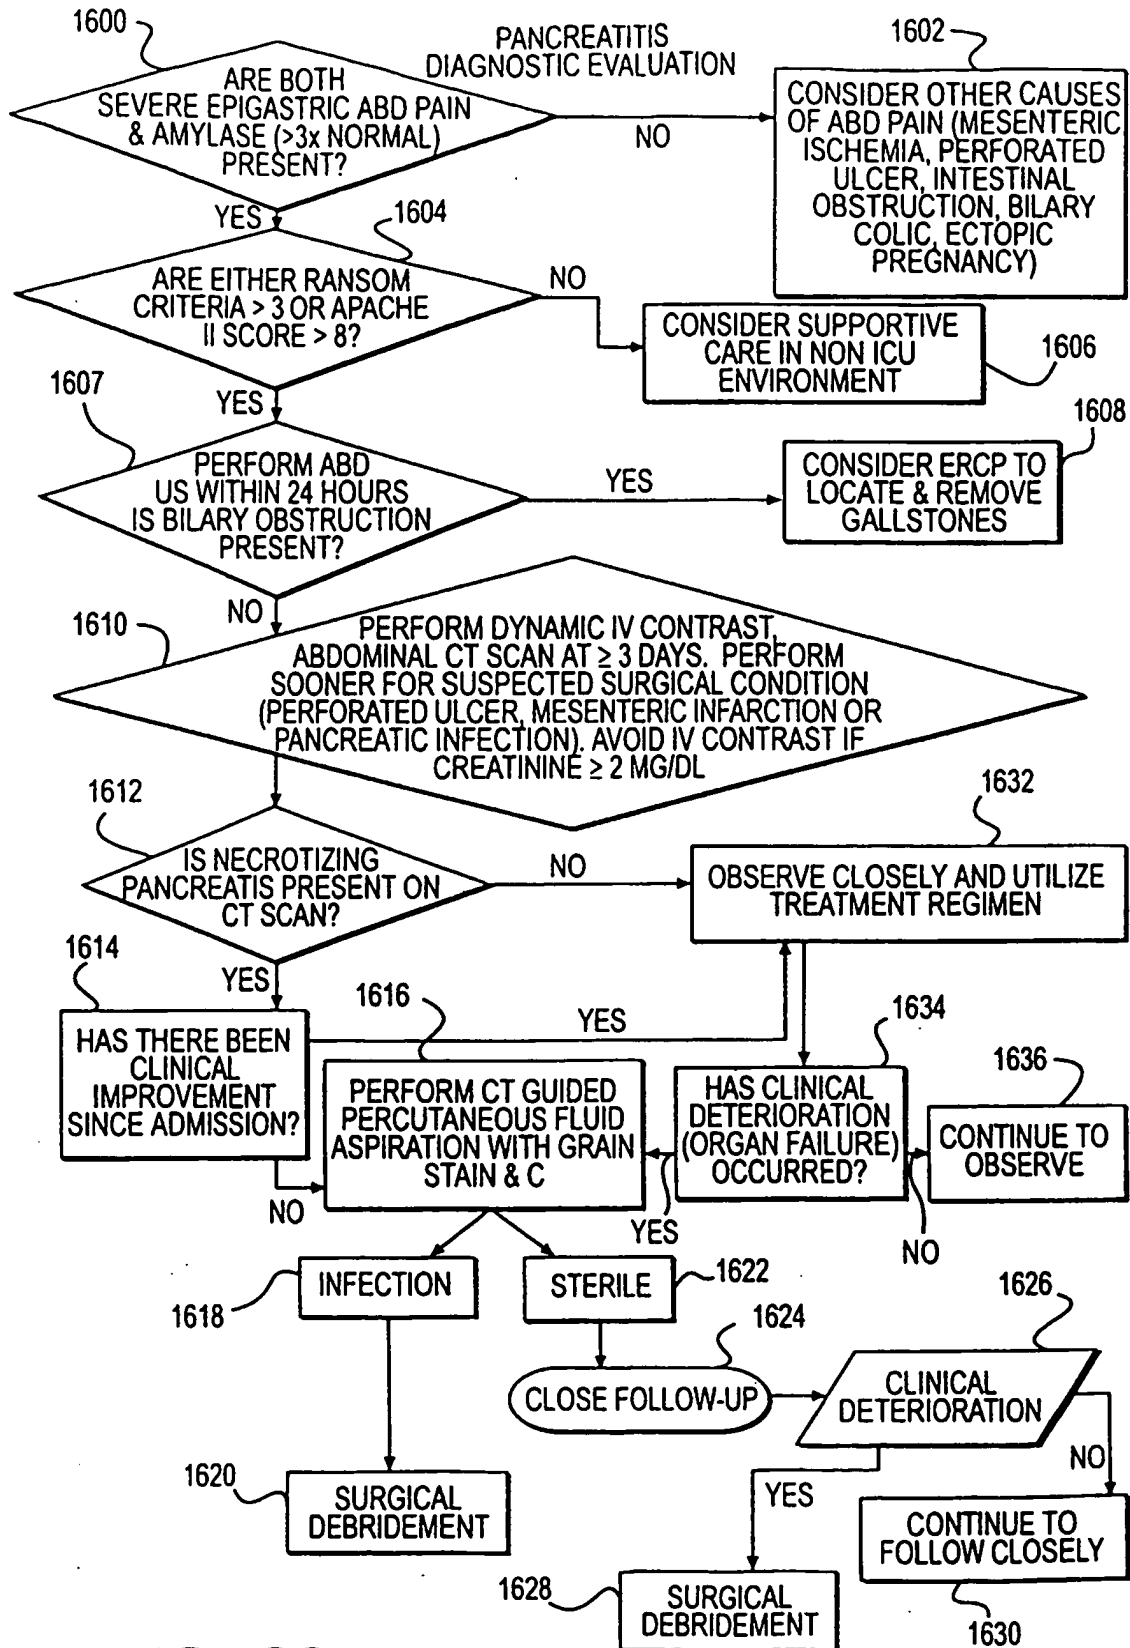 1600
PANCREATITIS
DIAGNOSTIC EVALUATION
1602
ARE BOTH
SEVERE EPIGASTRIC ABD PAIN
& AMYLASE (>3x NORMAL)
PRESENT?
NO
CONSIDER OTHER CAUSES
OF ABD PAIN (MESENTERIC
ISCHEMIA, PERFORATED
ULCER, INTESTINAL
OBSTRUCTION, BILARY
COLIC, ECTOPIC
PREGNANCY)
YES
1604
ARE EITHER RANSOM
CRITERIA > 3 OR APACHE
II SCORE > 8?
NO
CONSIDER SUPPORTIVE
CARE IN NON ICU
ENVIRONMENT
1606
YES
1607
PERFORM ABD
US WITHIN 24 HOURS
IS BILARY OBSTRUCTION
PRESENT?
YES
1608
CONSIDER ERCP TO
LOCATE & REMOVE
GALLSTONES
NO
1610
PERFORM DYNAMIC IV CONTRAST,
ABDOMINAL CT SCAN AT ≥ 3 DAYS. PERFORM
SOONER FOR SUSPECTED SURGICAL CONDITION
(PERFORATED ULCER, MESENTERIC INFARCTION OR
PANCREATIC INFECTION). AVOID IV CONTRAST IF
CREATININE ≥ 2 MG/DL
1612
IS NECROTIZING
PANCREATIS PRESENT ON
CT SCAN?
NO
1632
OBSERVE CLOSELY AND UTILIZE
TREATMENT REGIMEN
YES
1614
HAS THERE BEEN
CLINICAL
IMPROVEMENT
SINCE ADMISSION?
YES
NO
1616
PERFORM CT GUIDED
PERCUTANEOUS FLUID
ASPIRATION WITH GRAIN
STAIN & C
1634
HAS CLINICAL
DETERIORATION
(ORGAN FAILURE)
OCCURRED?
YES
NO
1636
CONTINUE TO
OBSERVE
INFECTION
1618
STERILE
1622
1624
CLOSE FOLLOW-UP
1626
CLINICAL
DETERIORATION
NO
YES
1620
SURGICAL
DEBRIDEMENT
CONTINUE TO
FOLLOW CLOSELY
1630
1628
SURGICAL
DEBRIDEMENT